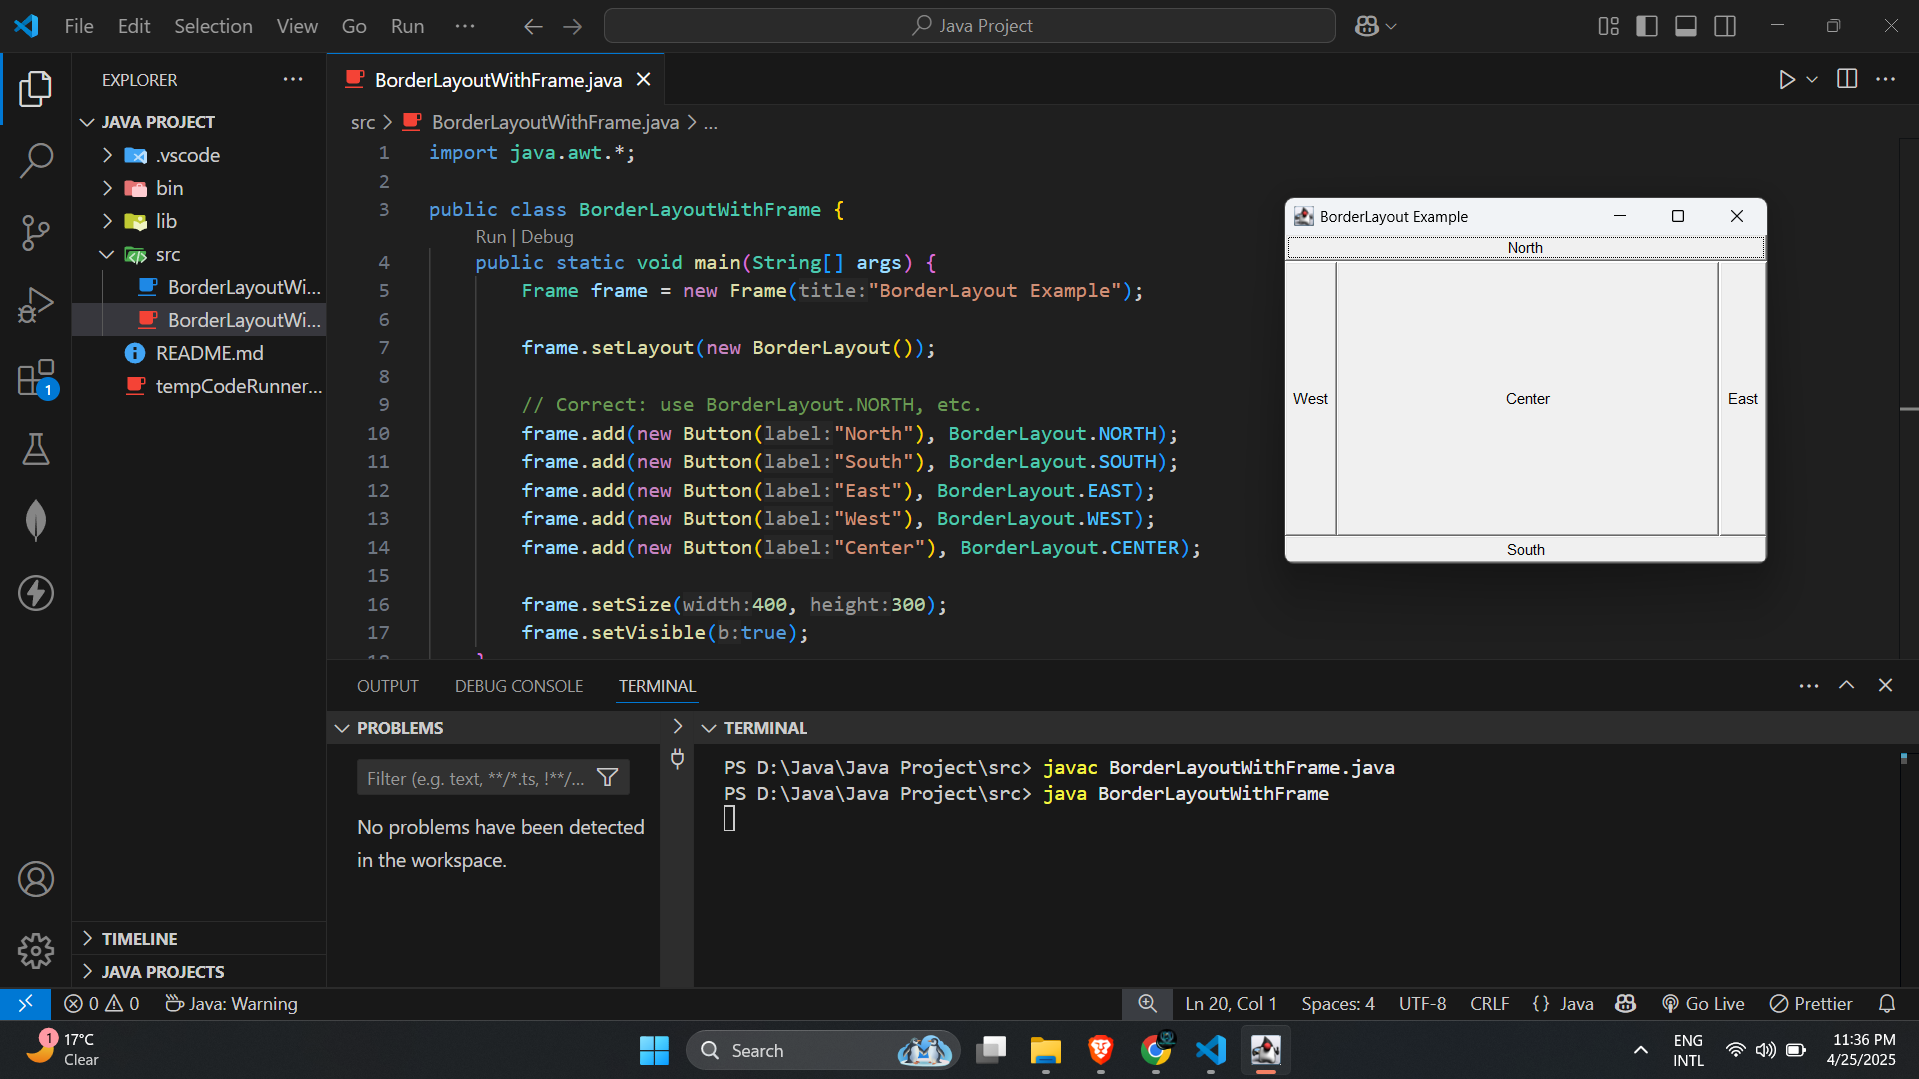 File Edit Selection View Go Run ... Java Project
EXPLORER ...
JAVA PROJECT
.vscode
bin
lib
src
BorderLayoutWi...
BorderLayoutWi...
README.md
tempCodeRunner...
TIMELINE
JAVA PROJECTS
1
BorderLayoutWithFrame.java
src > BorderLayoutWithFrame.java > ...
1 import java.awt.*;
2
3 public class BorderLayoutWithFrame {
Run | Debug
4 public static void main(String[] args) {
5 Frame frame = new Frame(title:"BorderLayout Example");
6
7 frame.setLayout(new BorderLayout());
8
9 // Correct: use BorderLayout.NORTH, etc.
10 frame.add(new Button(label:"North"), BorderLayout.NORTH);
11 frame.add(new Button(label:"South"), BorderLayout.SOUTH);
12 frame.add(new Button(label:"East"), BorderLayout.EAST);
13 frame.add(new Button(label:"West"), BorderLayout.WEST);
14 frame.add(new Button(label:"Center"), BorderLayout.CENTER);
15
16 frame.setSize(width:400, height:300);
17 frame.setVisible(b:true);
BorderLayout Example
North
West Center East
South
OUTPUT DEBUG CONSOLE TERMINAL
PROBLEMS
Filter (e.g. text, **/*.ts, !**/...
No problems have been detected
in the workspace.
TERMINAL
PS D:\Java\Java Project\src> javac BorderLayoutWithFrame.java
PS D:\Java\Java Project\src> java BorderLayoutWithFrame
0 0 Java: Warning Ln 20, Col 1 Spaces: 4 UTF-8 CRLF {} Java Go Live Prettier
1
17°C
Clear
Search
ENG
INTL
11:36 PM
4/25/2025